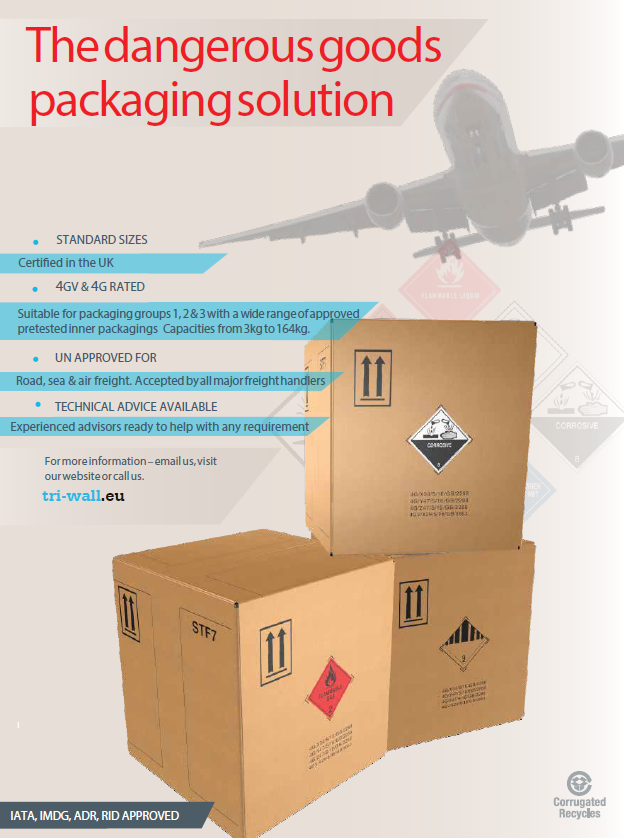 The dangerous goods
packaging solution
• STANDARD SIZES
Certified in the UK
• 4GV & 4G RATED
Suitable for packaging groups 1, 2 & 3 with a wide range of approved
pretested inner packagings Capacities from 3kg to 164kg.
• UN APPROVED FOR
Road, sea & air freight. Accepted by all major freight handlers
• TECHNICAL ADVICE AVAILABLE
Experienced advisors ready to help with any requirement
For more information – email us, visit
our website or call us.
tri-wall.eu
FLAMMABLE LIQUID
CORROSIVE
8
CORROSIVE
8
STF7
9
IATA, IMDG, ADR, RID APPROVED
Corrugated
Recycles